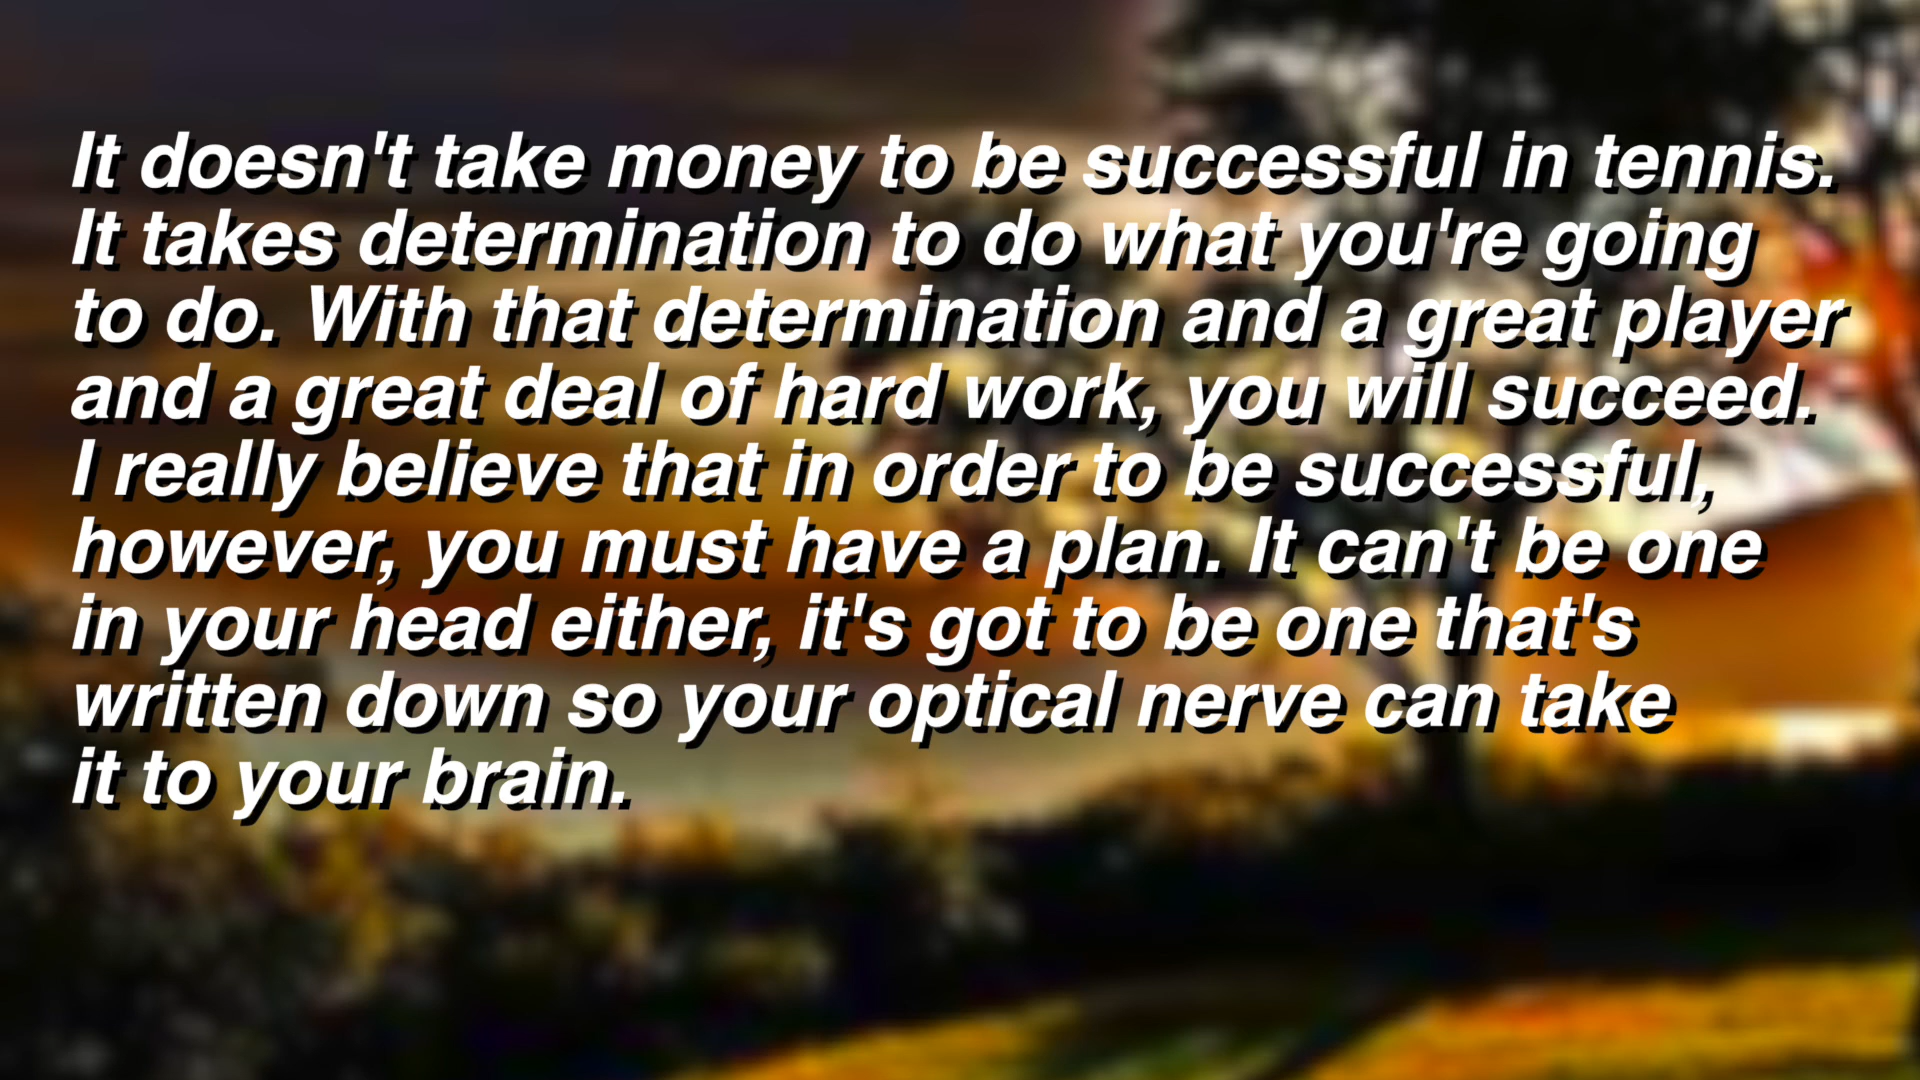 It doesn't take money to be successful in tennis.
It takes determination to do what you're going
to do. With that determination and a great player
and a great deal of hard work, you will succeed.
I really believe that in order to be successful,
however, you must have a plan. It can't be one
in your head either, it's got to be one that's
written down so your optical nerve can take
it to your brain.